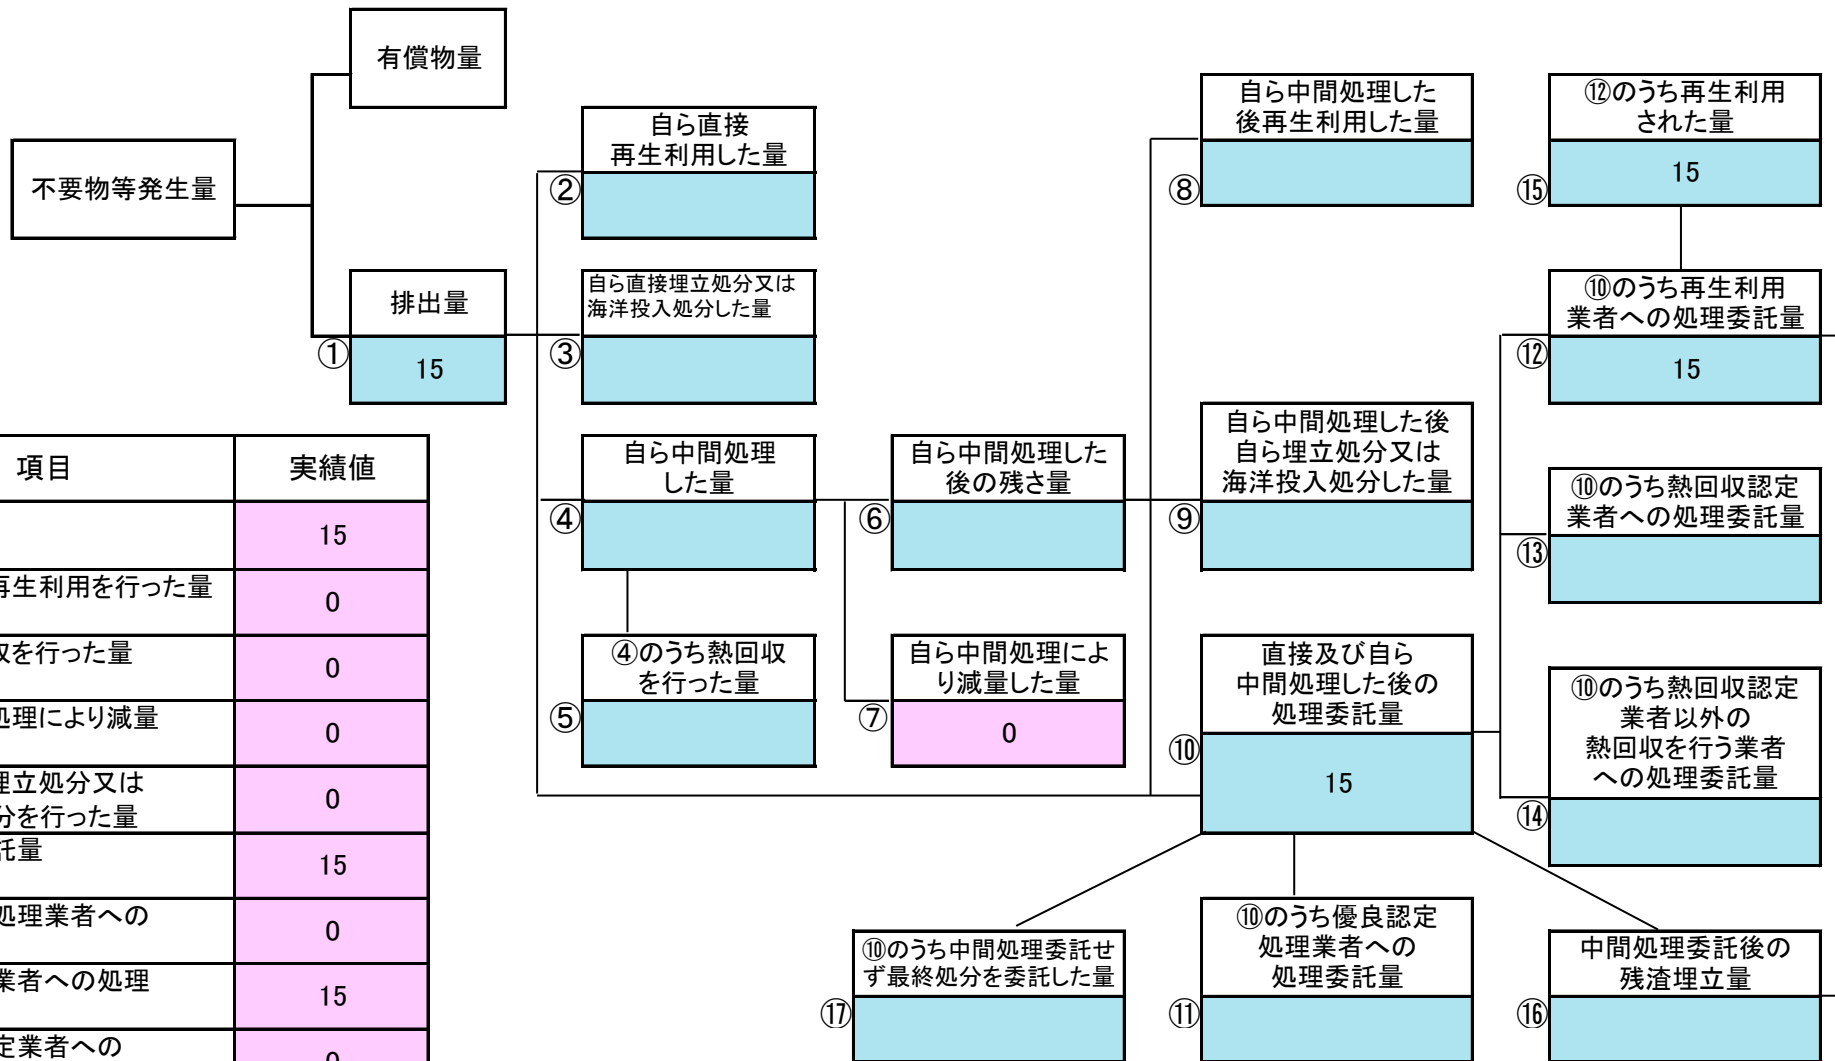 有償物量
不要物等発生量
排出量
①
15
自ら直接
再生利用した量
②
自ら直接埋立処分又は
海洋投入処分した量
③
自ら中間処理
した量
④
④のうち熱回収
を行った量
⑤
自ら中間処理した
後の残さ量
⑥
自ら中間処理によ
り減量した量
⑦
0
自ら中間処理した
後再生利用した量
⑧
自ら中間処理した後
自ら埋立処分又は
海洋投入処分した量
⑨
直接及び自ら
中間処理した後の
処理委託量
⑩
15
⑫のうち再生利用
された量
⑮
15
⑩のうち再生利用
業者への処理委託量
⑫
15
⑩のうち熱回収認定
業者への処理委託量
⑬
⑩のうち熱回収認定
業者以外の
熱回収を行う業者
への処理委託量
⑭
⑩のうち中間処理委託せ
ず最終処分を委託した量
⑰
⑩のうち優良認定
処理業者への
処理委託量
⑪
中間処理委託後の
残渣埋立量
⑯
項目 実績値
15
再生利用を行った量 0
を行った量 0
処理により減量 0
埋立処分又は
を行った量 0
託量 15
処理業者への 0
業者への処理 15
定業者への 0